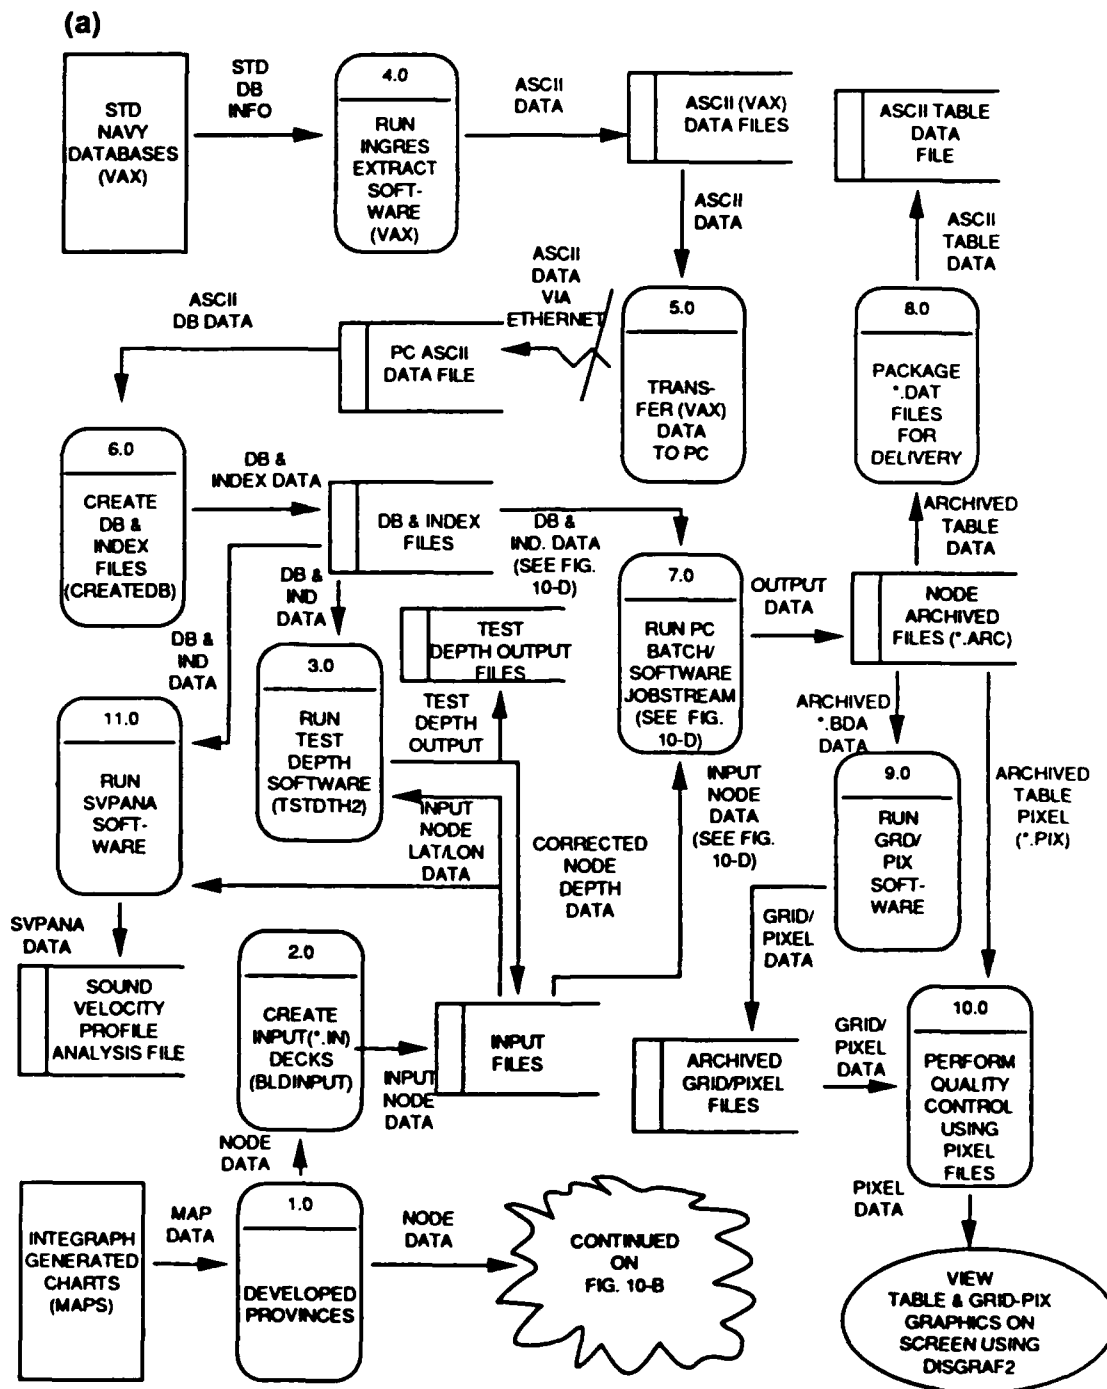 (a)
STD
NAVY
DATABASES
(VAX)
STD
DB
INFO
4.0
RUN
INGRES
EXTRACT
SOFT-
WARE
(VAX)
ASCII
DATA
ASCII (VAX)
DATA FILES
ASCII TABLE
DATA
FILE
ASCII
DATA
ASCII
TABLE
DATA
ASCII
DATA
VIA
ETHERNET
ASCII
DB DATA
PC ASCII
DATA FILE
5.0
TRANS-
FER (VAX)
DATA
TO PC
8.0
PACKAGE
*.DAT
FILES
FOR
DELIVERY
6.0
CREATE
DB &
INDEX
FILES
(CREATEDB)
DB &
INDEX DATA
DB & INDEX
FILES
DB &
IND. DATA
(SEE FIG.
10-D)
ARCHIVED
TABLE
DATA
7.0
RUN PC
BATCH/
SOFTWARE
JOBSTREAM
(SEE FIG.
10-D)
OUTPUT
DATA
NODE
ARCHIVED
FILES (*.ARC)
DB &
IND
DATA
DB &
IND
DATA
3.0
RUN
TEST
DEPTH
SOFTWARE
(TSTDTH2)
TEST
DEPTH OUTPUT
FILES
TEST
DEPTH
OUTPUT
11.0
RUN
SVPANA
SOFT-
WARE
INPUT
NODE
LAT/LON
DATA
CORRECTED
NODE
DEPTH
DATA
INPUT
NODE
DATA
(SEE FIG.
10-D)
ARCHIVED
*.BDA
DATA
9.0
RUN
GRD/
PIX
SOFT-
WARE
ARCHIVED
TABLE
PIXEL
(*.PIX)
SVPANA
DATA
SOUND
VELOCITY
PROFILE
ANALYSIS FILE
2.0
CREATE
INPUT(*.IN)
DECKS
(BLDINPUT)
INPUT
NODE
DATA
INPUT
FILES
GRID/
PIXEL
DATA
ARCHIVED
GRID/PIXEL
FILES
GRID/
PIXEL
DATA
10.0
PERFORM
QUALITY
CONTROL
USING
PIXEL
FILES
NODE
DATA
INTEGRAPH
GENERATED
CHARTS
(MAPS)
MAP
DATA
1.0
DEVELOPED
PROVINCES
NODE
DATA
CONTINUED
ON
FIG. 10-B
PIXEL
DATA
VIEW
TABLE & GRID-PIX
GRAPHICS ON
SCREEN USING
DISGRAF2